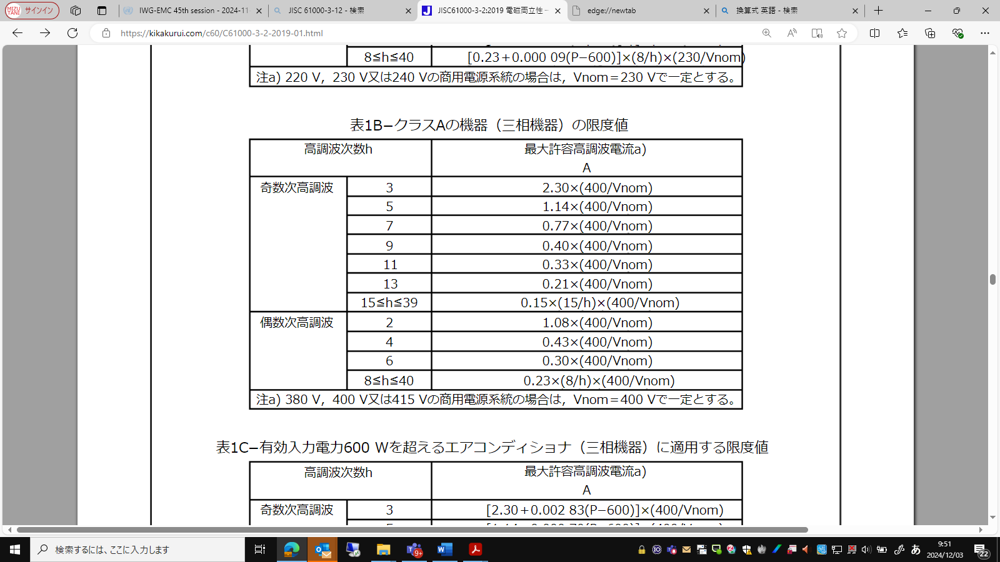 MIZU TANI サインイン
IWG-EMC 45th session - 2024-11-
JISC 61000-3-12 - 検索
JISC61000-3-2:2019 電磁両立性 -
edge://newtab
換算式 英語 - 検索
https://kikakurui.com/c60/C61000-3-2-2019-01.html
8≦h≦40 [0.23＋0.000 09(P−600)]×(8/h)×(230/Vnom)
注a) 220 V，230 V又は240 Vの商用電源系統の場合は，Vnom＝230 Vで一定とする。
表1B−クラスAの機器（三相機器）の限度値
高調波次数h 最大許容高調波電流a)
A
奇数次高調波 3 2.30×(400/Vnom)
5 1.14×(400/Vnom)
7 0.77×(400/Vnom)
9 0.40×(400/Vnom)
11 0.33×(400/Vnom)
13 0.21×(400/Vnom)
15≦h≦39 0.15×(15/h)×(400/Vnom)
偶数次高調波 2 1.08×(400/Vnom)
4 0.43×(400/Vnom)
6 0.30×(400/Vnom)
8≦h≦40 0.23×(8/h)×(400/Vnom)
注a) 380 V，400 V又は415 Vの商用電源系統の場合は，Vnom＝400 Vで一定とする。
表1C−有効入力電力600 Wを超えるエアコンディショナ（三相機器）に適用する限度値
高調波次数h 最大許容高調波電流a)
A
奇数次高調波 3 [2.30＋0.002 83(P−600)]×(400/Vnom)
検索するには、ここに入力します
9+
あ
9:51
2024/12/03
22